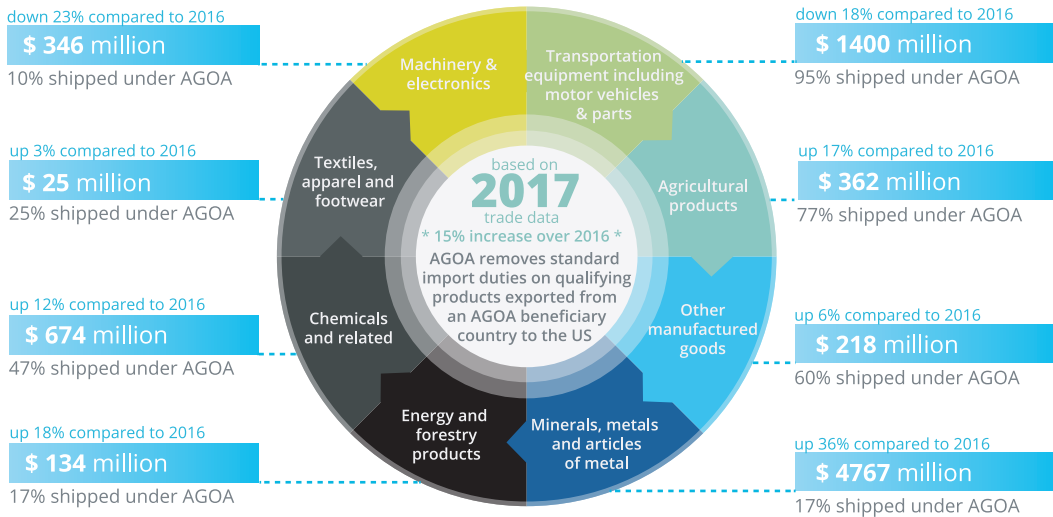 down 23% compared to 2016
$ 346 million
10% shipped under AGOA
up 3% compared to 2016
$ 25 million
25% shipped under AGOA
up 12% compared to 2016
$ 674 million
47% shipped under AGOA
up 18% compared to 2016
$ 134 million
17% shipped under AGOA
Machinery &
electronics
Transportation
equipment including
motor vehicles
& parts
Textiles,
apparel and
footwear
Agricultural
products
based on
2017
trade data
* 15% increase over 2016 *
AGOA removes standard
import duties on qualifying
products exported from
an AGOA beneficiary
country to the US
Chemicals
and related
Other
manufactured
goods
Energy and
forestry
products
Minerals, metals
and articles
of metal
down 18% compared to 2016
$ 1400 million
95% shipped under AGOA
up 17% compared to 2016
$ 362 million
77% shipped under AGOA
up 6% compared to 2016
$ 218 million
60% shipped under AGOA
up 36% compared to 2016
$ 4767 million
17% shipped under AGOA